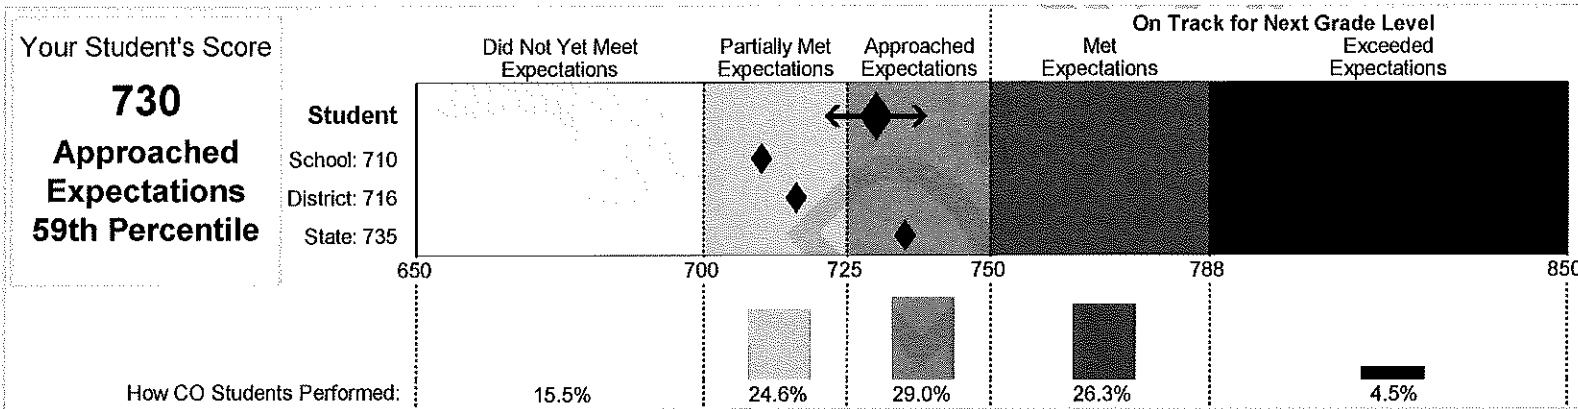 Your Student's Score
730
Approached
Expectations
59th Percentile
On Track for Next Grade Level
Did Not Yet Meet
Expectations
Partially Met
Expectations
Approached
Expectations
Met
Expectations
Exceeded
Expectations
Student
School: 710
District: 716
State: 735
650
700
725
750
788
850
How CO Students Performed:
15.5%
24.6%
29.0%
26.3%
4.5%